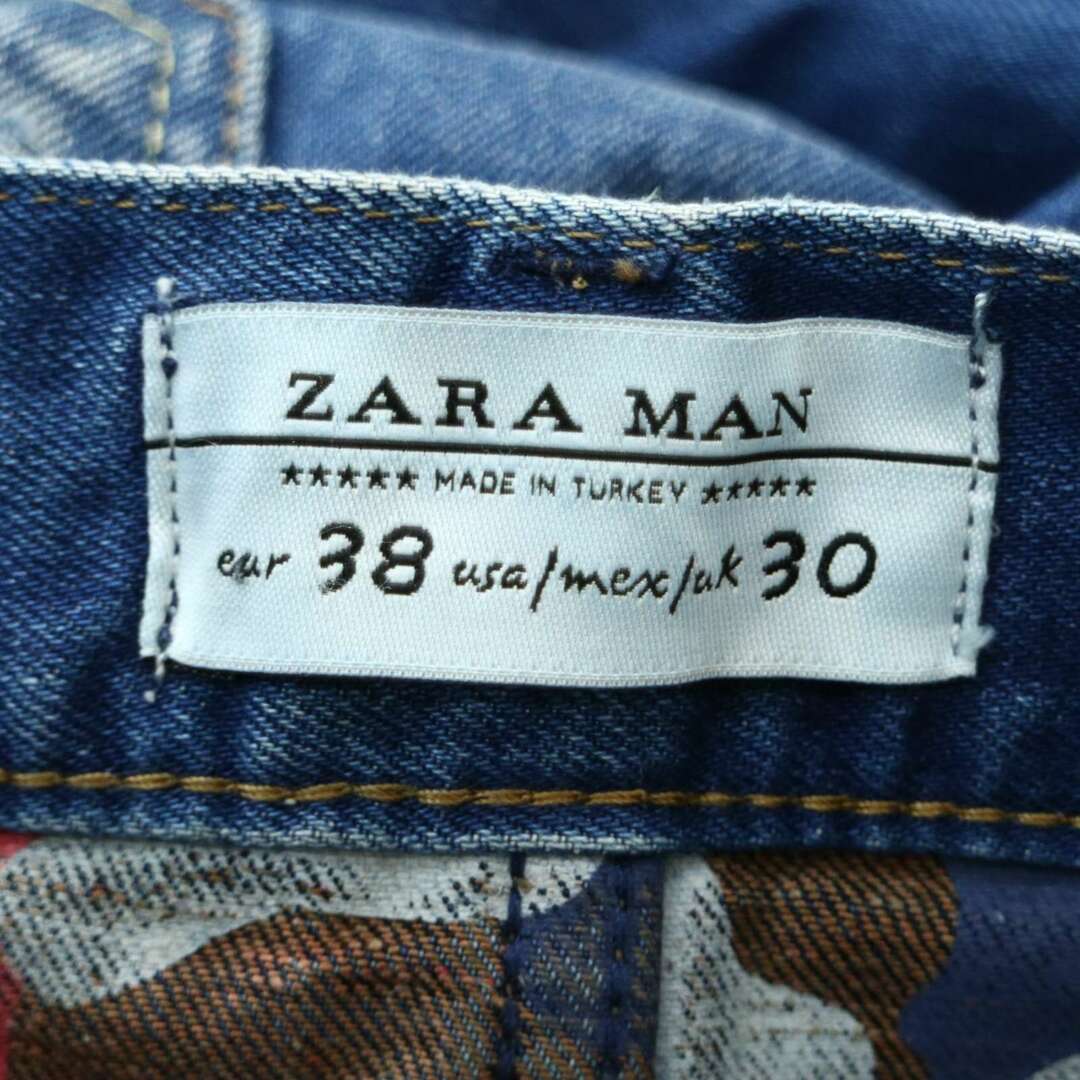 ZARA MAN
★★★★★ MADE IN TURKEY ★★★★★
eur 38 usa/mex/uk 30